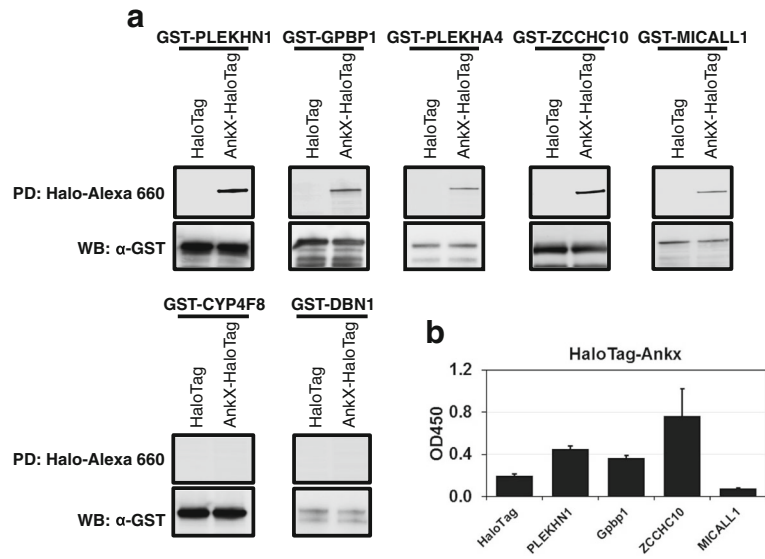 a
GST-PLEKHN1 GST-GPBP1 GST-PLEKHA4 GST-ZCCHC10 GST-MICALL1
HaloTag AnkX-HaloTag HaloTag AnkX-HaloTag HaloTag AnkX-HaloTag HaloTag AnkX-HaloTag HaloTag AnkX-HaloTag
PD: Halo-Alexa 660
WB: α-GST
GST-CYP4F8 GST-DBN1
HaloTag AnkX-HaloTag HaloTag AnkX-HaloTag
PD: Halo-Alexa 660
WB: α-GST
b
HaloTag-Ankx
OD450
1.2
0.8
0.4
0.0
HaloTag PLEKHN1 Gpbp1 ZCCHC10 MICALL1